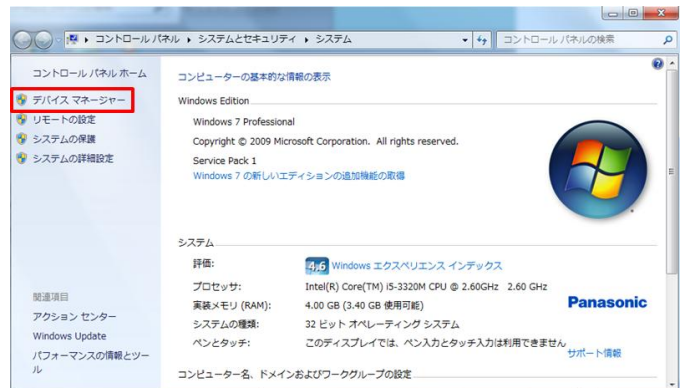 コントロール パネル ▸ システムとセキュリティ ▸ システム
コントロール パネルの検索
コントロール パネル ホーム
デバイス マネージャー
リモートの設定
システムの保護
システムの詳細設定
関連項目
アクション センター
Windows Update
パフォーマンスの情報とツール
コンピューターの基本的な情報の表示
Windows Edition
Windows 7 Professional
Copyright © 2009 Microsoft Corporation. All rights reserved.
Service Pack 1
Windows 7 の新しいエディションの追加機能の取得
システム
評価: 4.6 Windows エクスペリエンス インデックス
プロセッサ: Intel(R) Core(TM) i5-3320M CPU @ 2.60GHz 2.60 GHz
実装メモリ (RAM): 4.00 GB (3.40 GB 使用可能)
システムの種類: 32 ビット オペレーティング システム
ペンとタッチ: このディスプレイでは、ペン入力とタッチ入力は利用できません
Panasonic
サポート情報
コンピューター名、ドメインおよびワークグループの設定